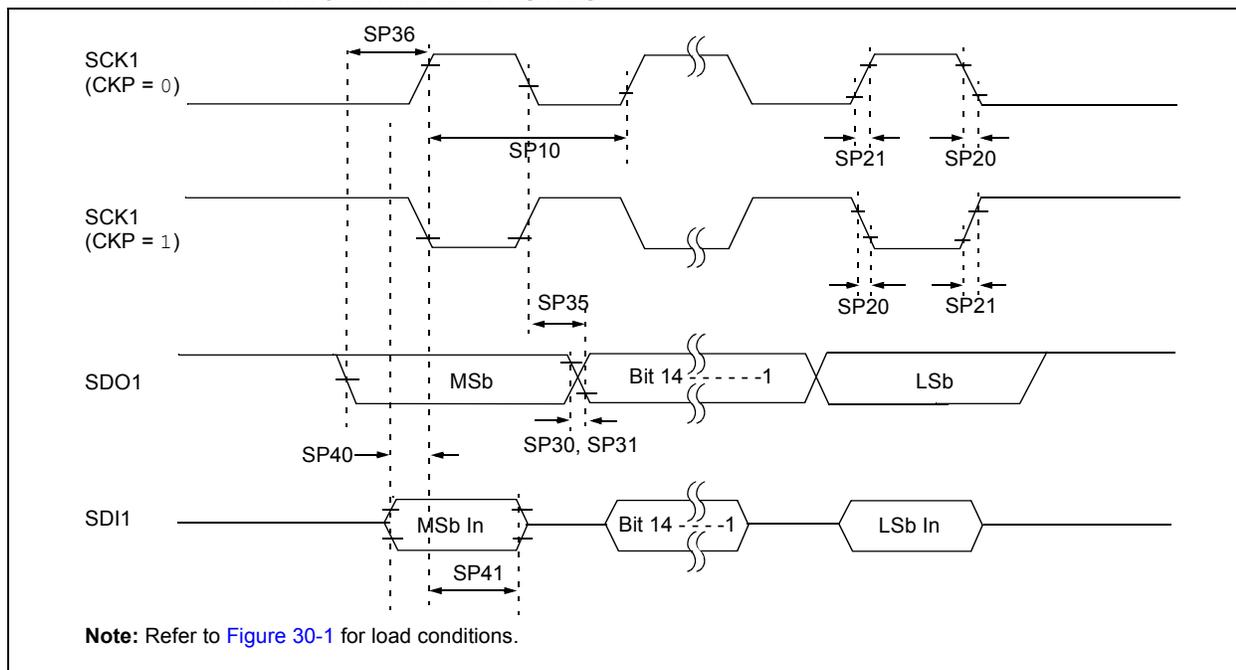 SP36
SCK1
(CKP = 0)
SP10
SP21
SP20
SCK1
(CKP = 1)
SP35
SP20
SP21
SDO1
MSb
Bit 14 - - - - - -1
LSb
SP30, SP31
SP40
SDI1
MSb In
Bit 14 - - - - -1
LSb In
SP41
Note: Refer to Figure 30-1 for load conditions.